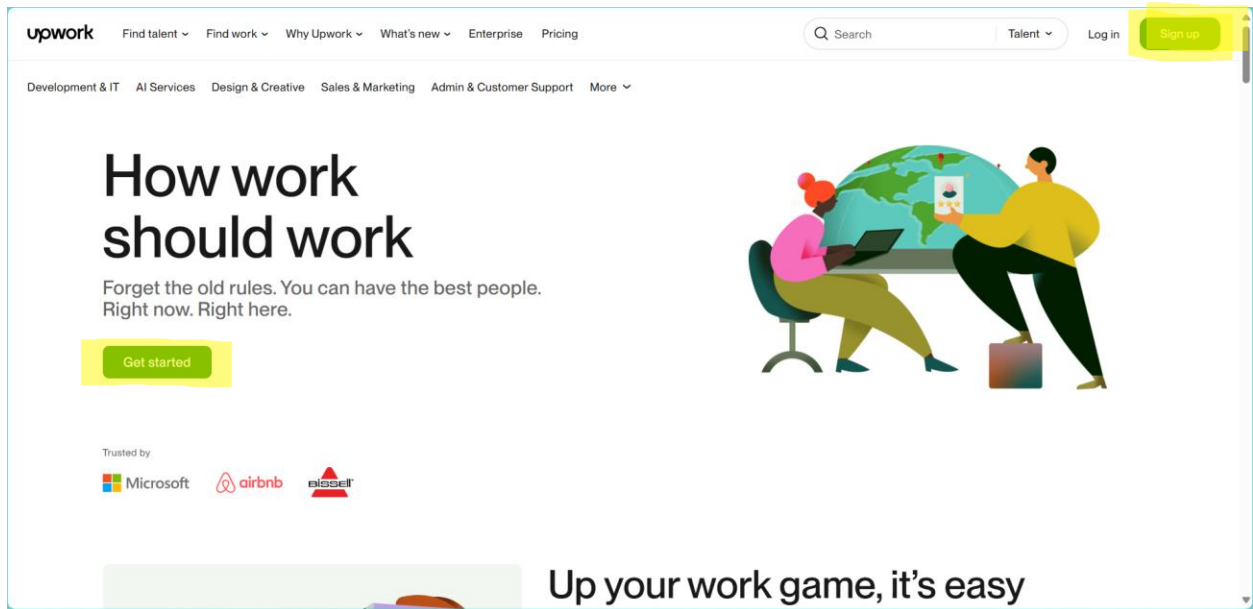 upwork Find talent Find work Why Upwork What's new Enterprise Pricing Search Talent Log in Sign up
Development & IT AI Services Design & Creative Sales & Marketing Admin & Customer Support More
How work
should work
Forget the old rules. You can have the best people.
Right now. Right here.
Get started
Trusted by
Microsoft airbnb BISSELL
Up your work game, it's easy